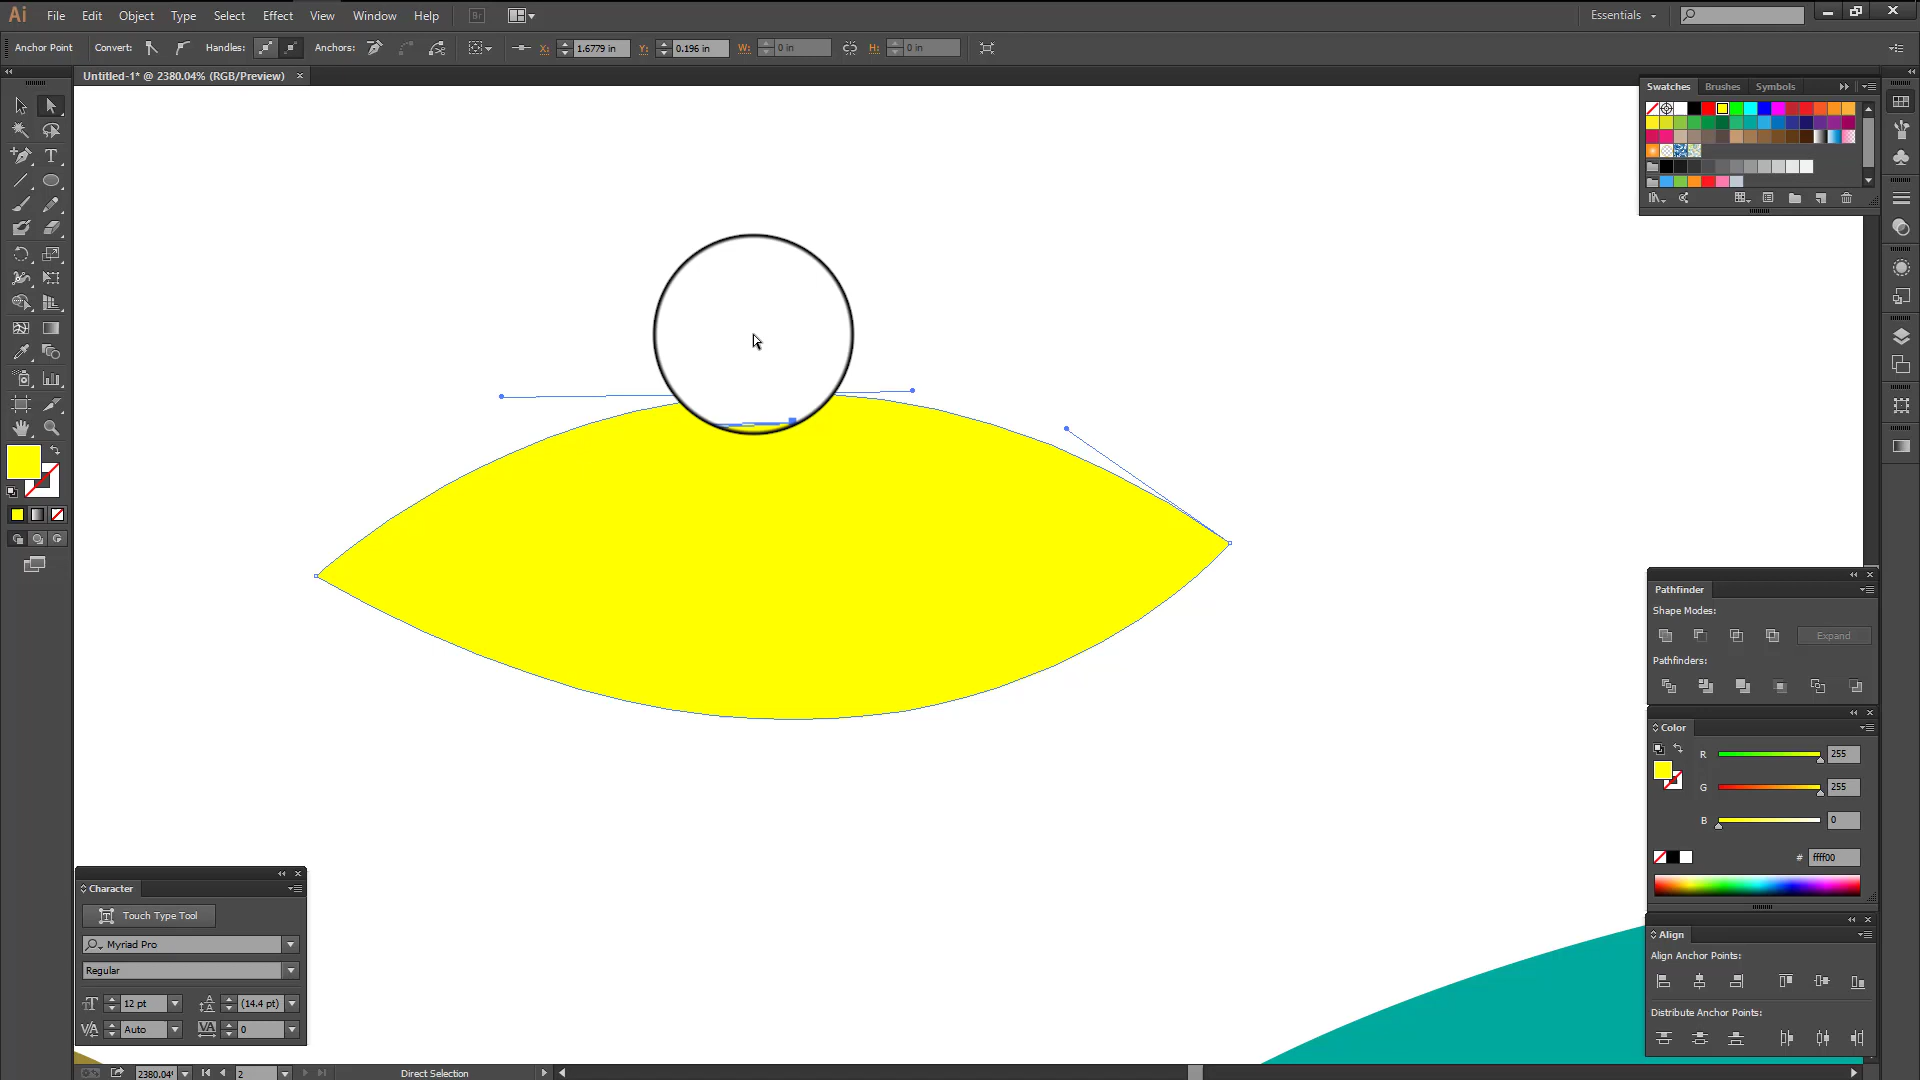 Ai File Edit Object Type Select Effect View Window Help Br Essentials
Anchor Point Convert: Handles: Anchors: X: 1.6779 in Y: 0.196 in W: 0 in H: 0 in
Untitled-1* @ 2380.04% (RGB/Preview) ×
Swatches Brushes Symbols
Pathfinder
Shape Modes:
Expand
Pathfinders:
Color
R 255
G 255
B 0
# ffff00
Character
Touch Type Tool
Myriad Pro
Regular
12 pt (14.4 pt)
Auto 0
Align
Align Anchor Points:
Distribute Anchor Points:
2380.04% 2 Direct Selection